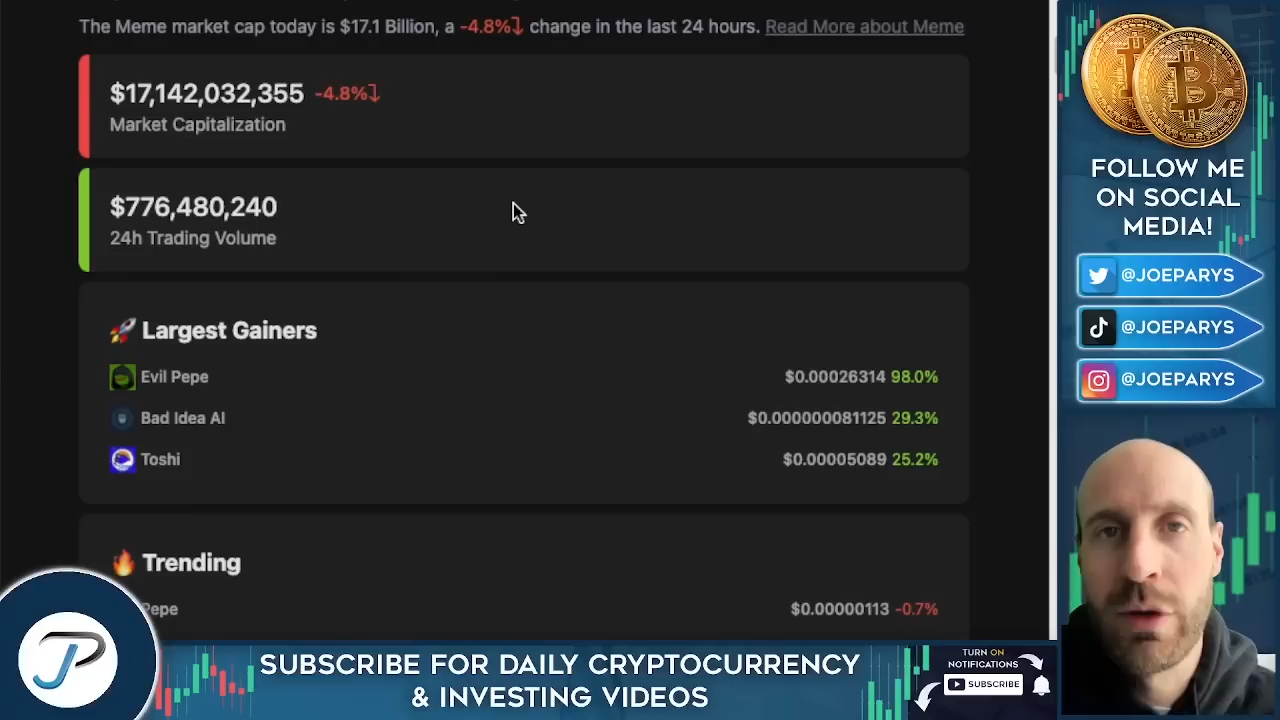 The Meme market cap today is $17.1 Billion, a -4.8% change in the last 24 hours. Read More about Meme
$17,142,032,355 -4.8%
Market Capitalization
$776,480,240
24h Trading Volume
Largest Gainers
Evil Pepe $0.00026314 98.0%
Bad Idea AI $0.000000081125 29.3%
Toshi $0.00005089 25.2%
Trending
Pepe $0.00000113 -0.7%
FOLLOW ME
ON SOCIAL
MEDIA!
@JOEPARYS
@JOEPARYS
@JOEPARYS
JP
SUBSCRIBE FOR DAILY CRYPTOCURRENCY
& INVESTING VIDEOS
TURN ON
NOTIFICATIONS
SUBSCRIBE